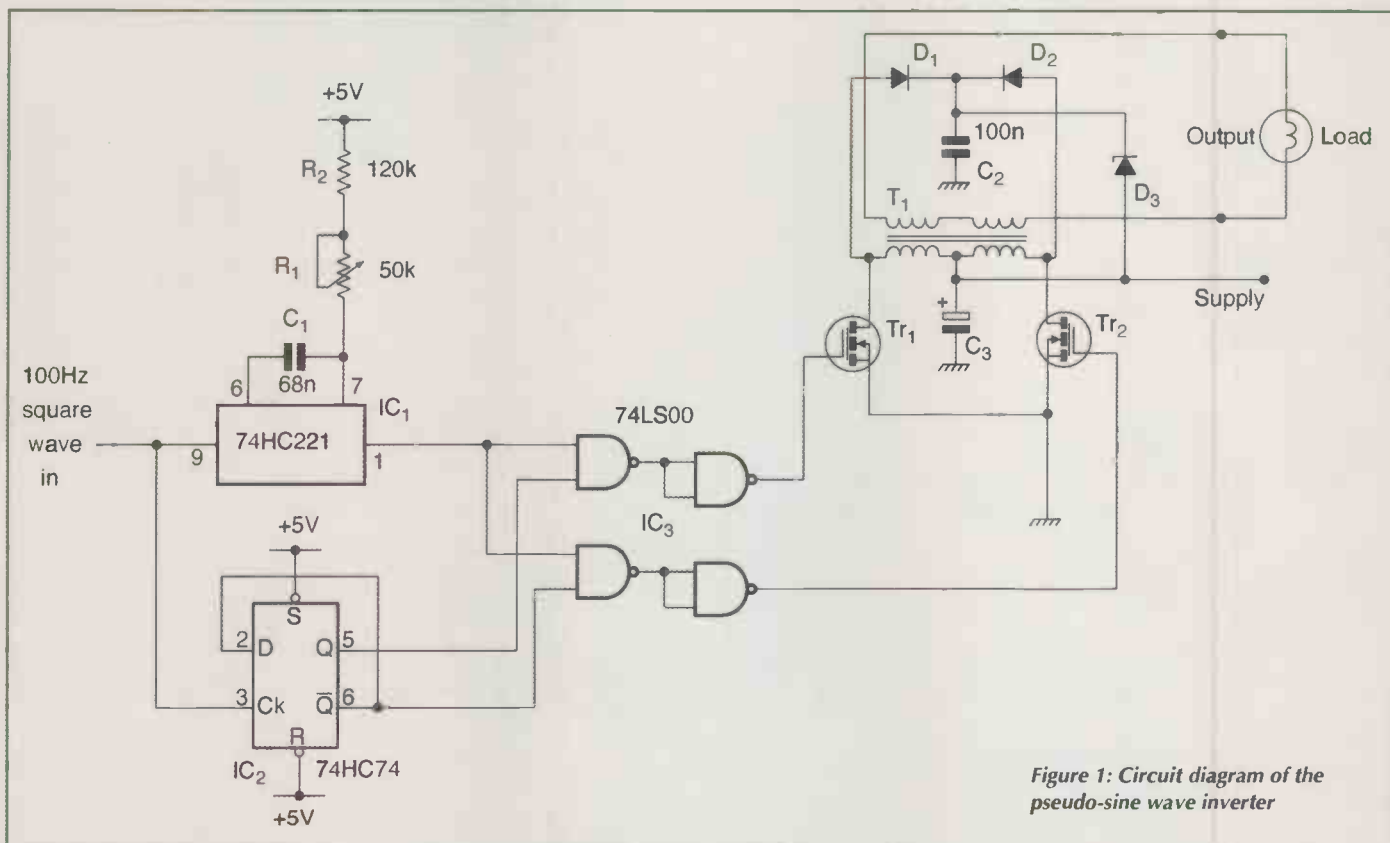 +5V
R2 120k
R1 50k
C1
68n
6 7
IC1
100Hz
square
wave
in
9
74HC221
1
+5V
S
2 D Q 5
3 Ck Q̅ 6
R
IC2 74HC74
+5V
74LS00
IC3
D1 D2
100n
C2
D3
T1
Output Load
Supply
+
C3
Tr1 Tr2
Figure 1: Circuit diagram of the
pseudo-sine wave inverter